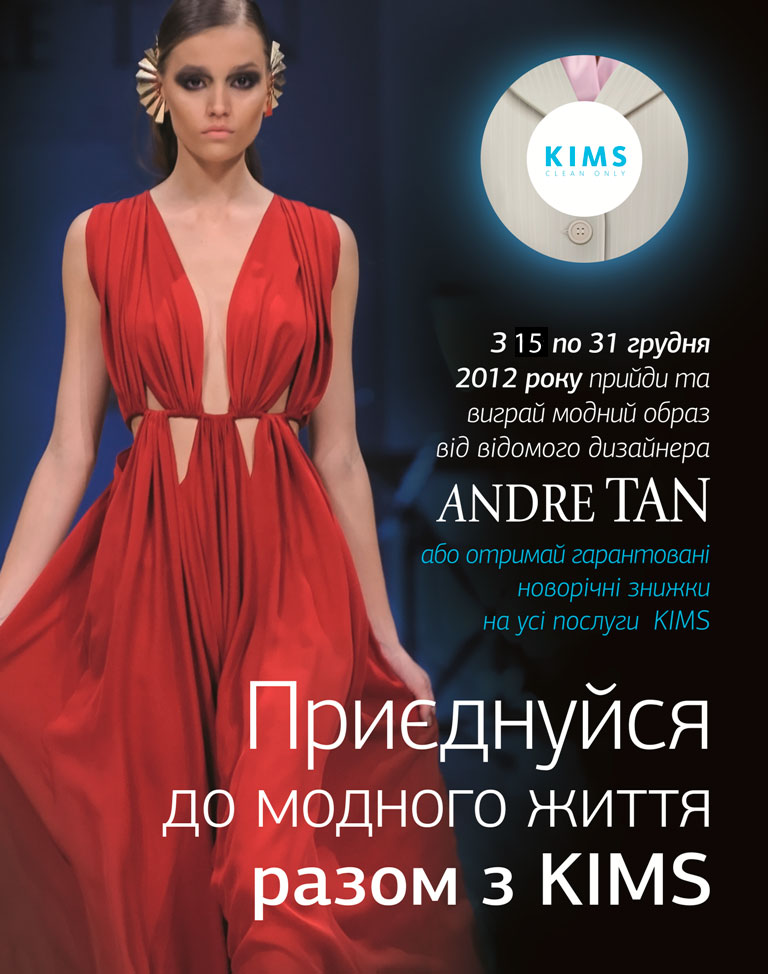 KIMS
CLEAN ONLY
З 15 по 31 грудня
2012 року прийди та
виграй модний образ
від відомого дизайнера
ANDRE TAN
або отримай гарантовані
новорічні знижки
на усі послуги KIMS
Приєднуйся
до модного життя
разом з KIMS